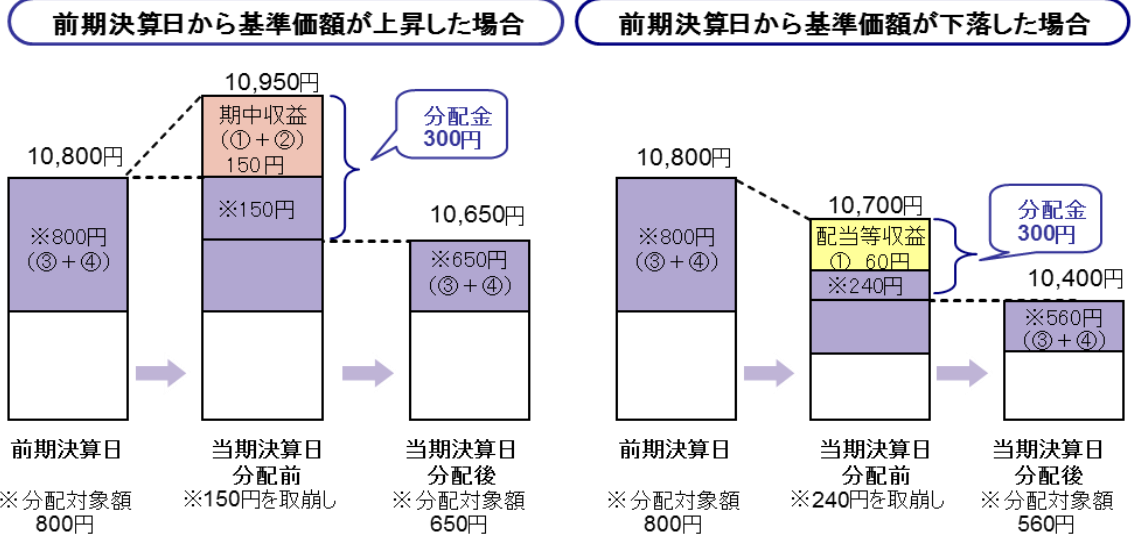 前期決算日から基準価額が上昇した場合
10,950円
期中収益
(①+②)
150円
分配金
300円
10,800円
※800円
(③+④)
※150円
10,650円
※650円
(③+④)
前期決算日
当期決算日
分配前
当期決算日
分配後
※分配対象額
800円
※150円を取崩し
※分配対象額
650円
前期決算日から基準価額が下落した場合
10,800円
※800円
(③+④)
10,700円
配当等収益
① 60円
※240円
分配金
300円
10,400円
※560円
(③+④)
前期決算日
当期決算日
分配前
当期決算日
分配後
※分配対象額
800円
※240円を取崩し
※分配対象額
560円